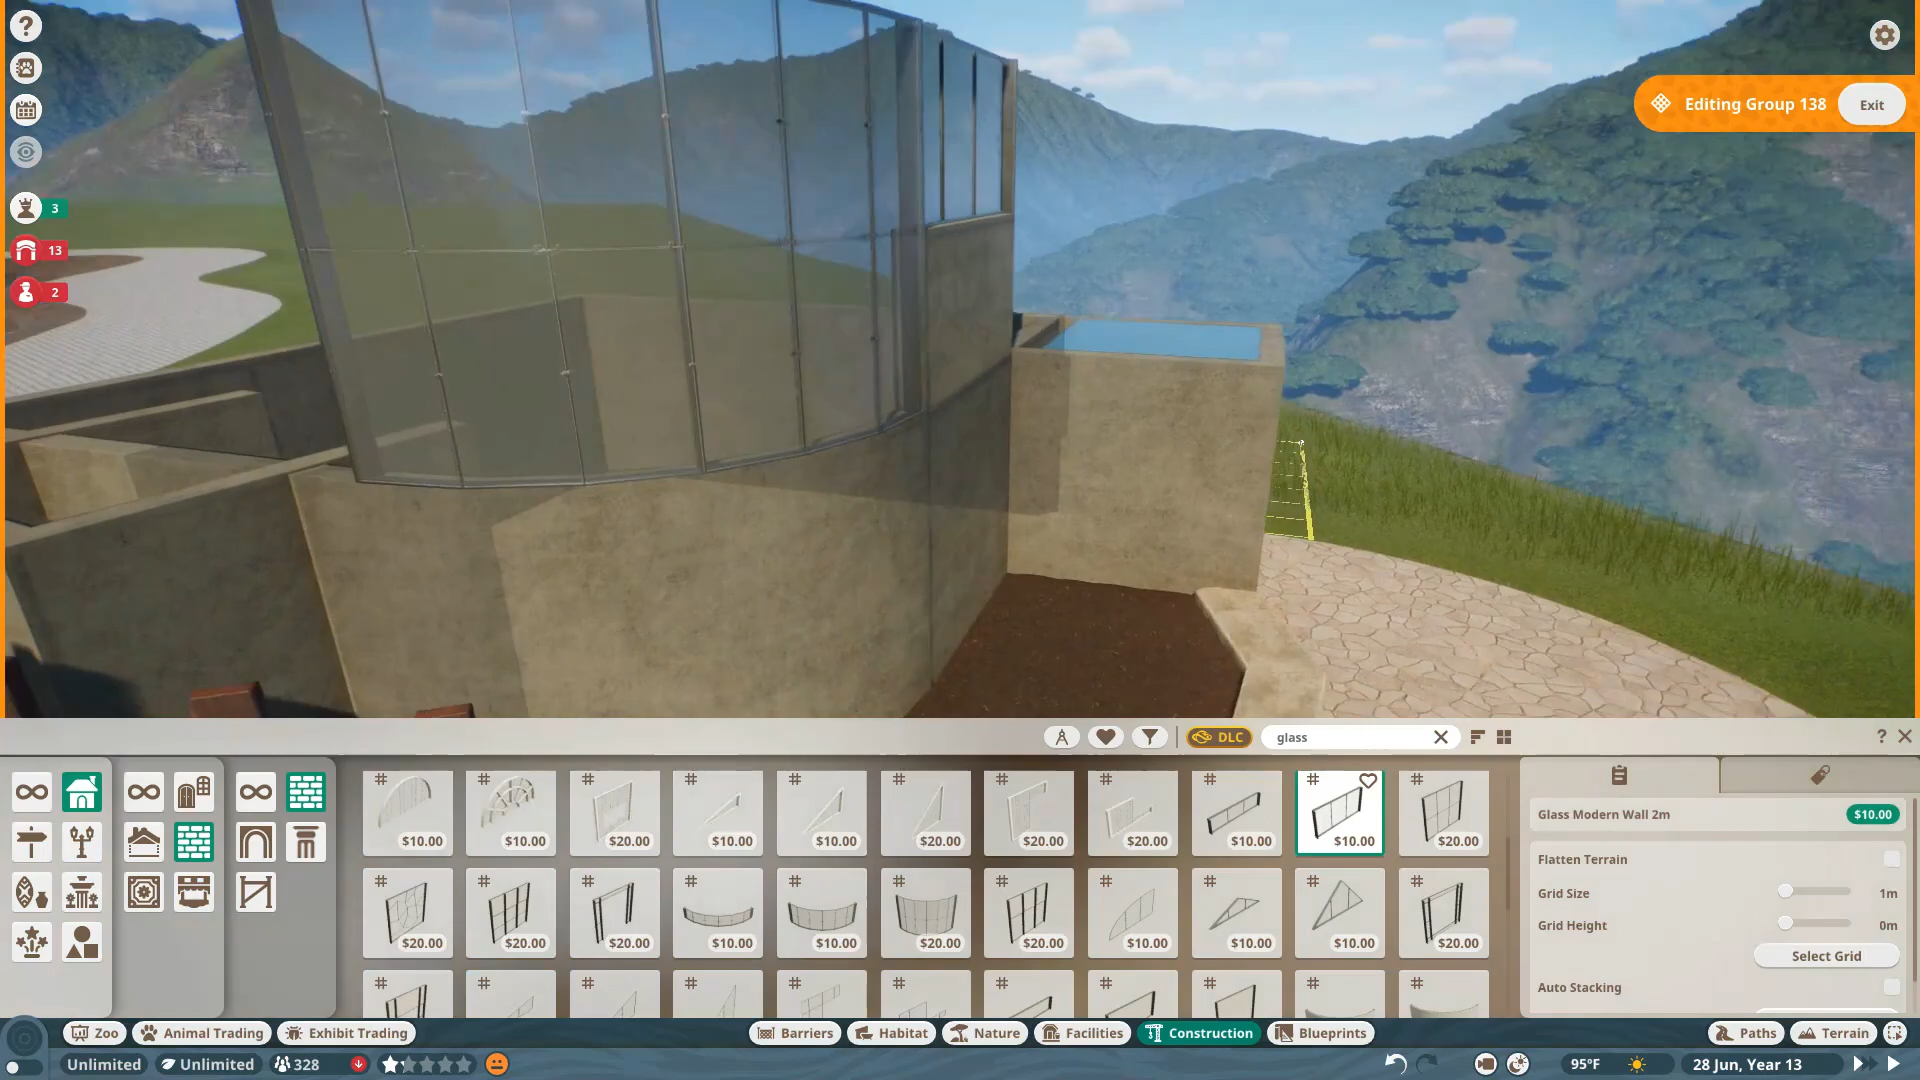 ?
Editing Group 138
Exit
3
13
2
DLC
glass
?
$10.00
$10.00
$20.00
$10.00
$10.00
$20.00
$20.00
$20.00
$10.00
$10.00
$20.00
$20.00
$20.00
$20.00
$10.00
$10.00
$20.00
$20.00
$10.00
$10.00
$10.00
$20.00
Glass Modern Wall 2m
$10.00
Flatten Terrain
Grid Size
1m
Grid Height
0m
Select Grid
Auto Stacking
Zoo
Animal Trading
Exhibit Trading
Barriers
Habitat
Nature
Facilities
Construction
Blueprints
Paths
Terrain
Unlimited
Unlimited
328
95°F
28 Jun, Year 13